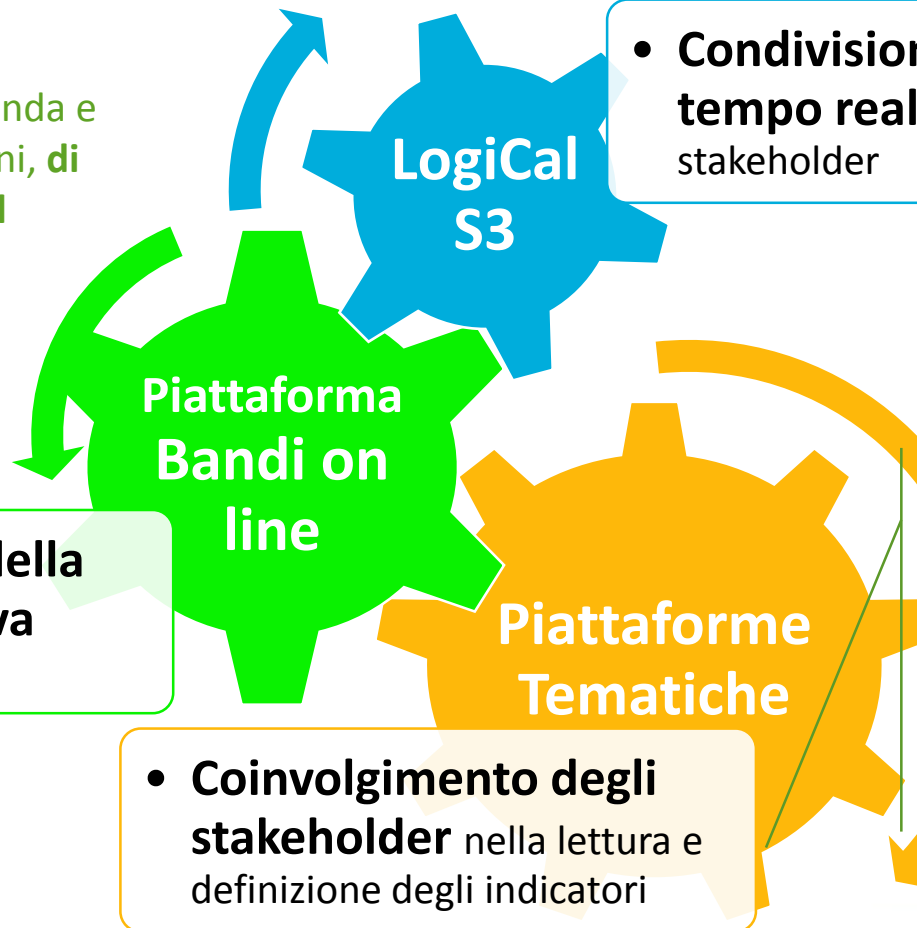 LogiCal
S3
• Condivision
tempo real
stakeholder
nda e
ni, di
Piattaforma
Bandi on
line
della
va
Piattaforme
Tematiche
• Coinvolgimento degli
stakeholder nella lettura e
definizione degli indicatori